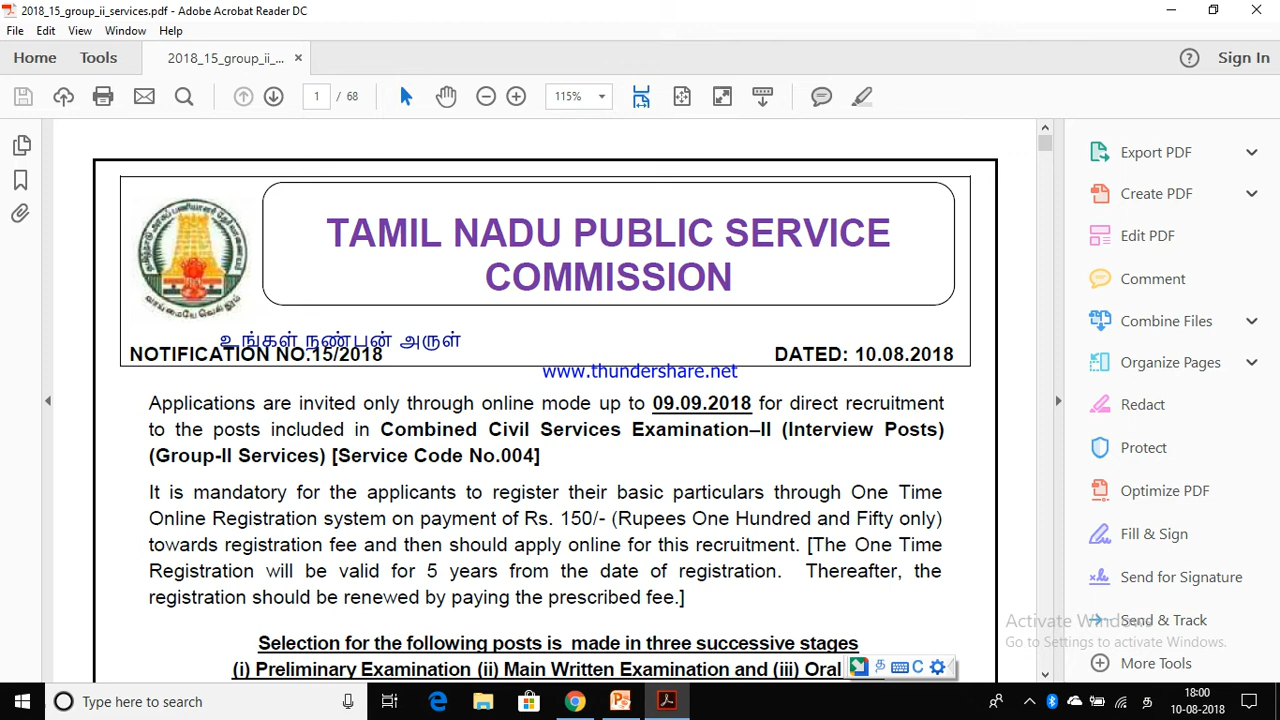 2018_15_group_ii_services.pdf - Adobe Acrobat Reader DC
File Edit View Window Help
Home Tools 2018_15_group_ii_... × Sign In
1 / 68 115%
TAMIL NADU PUBLIC SERVICE
COMMISSION
வாய்மையே வெல்லும்
உங்கள் நண்பன் அருள்
NOTIFICATION NO.15/2018 DATED: 10.08.2018
www.thundershare.net
Applications are invited only through online mode up to 09.09.2018 for direct recruitment
to the posts included in Combined Civil Services Examination–II (Interview Posts)
(Group-II Services) [Service Code No.004]
It is mandatory for the applicants to register their basic particulars through One Time
Online Registration system on payment of Rs. 150/- (Rupees One Hundred and Fifty only)
towards registration fee and then should apply online for this recruitment. [The One Time
Registration will be valid for 5 years from the date of registration. Thereafter, the
registration should be renewed by paying the prescribed fee.]
Selection for the following posts is made in three successive stages
(i) Preliminary Examination (ii) Main Written Examination and (iii) Oral
Export PDF
Create PDF
Edit PDF
Comment
Combine Files
Organize Pages
Redact
Protect
Optimize PDF
Fill & Sign
Send for Signature
Send & Track
More Tools
Activate Windows
Go to Settings to activate Windows.
த C
Type here to search
18:00
10-08-2018